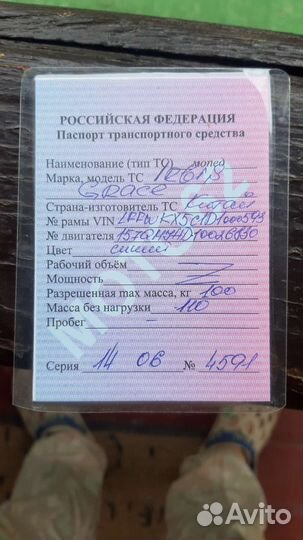 РОССИЙСКАЯ ФЕДЕРАЦИЯ
Паспорт транспортного средства
Наименование (тип ТС) мопед
Марка, модель ТС
Grace
Страна-изготовитель ТС Китай
№ рамы VIN
№ двигателя
Цвет синий
Рабочий объём
Мощность
Разрешенная max масса, кг 100
Масса без нагрузки 110
Пробег –
Серия 14 06 № 4591
Avito